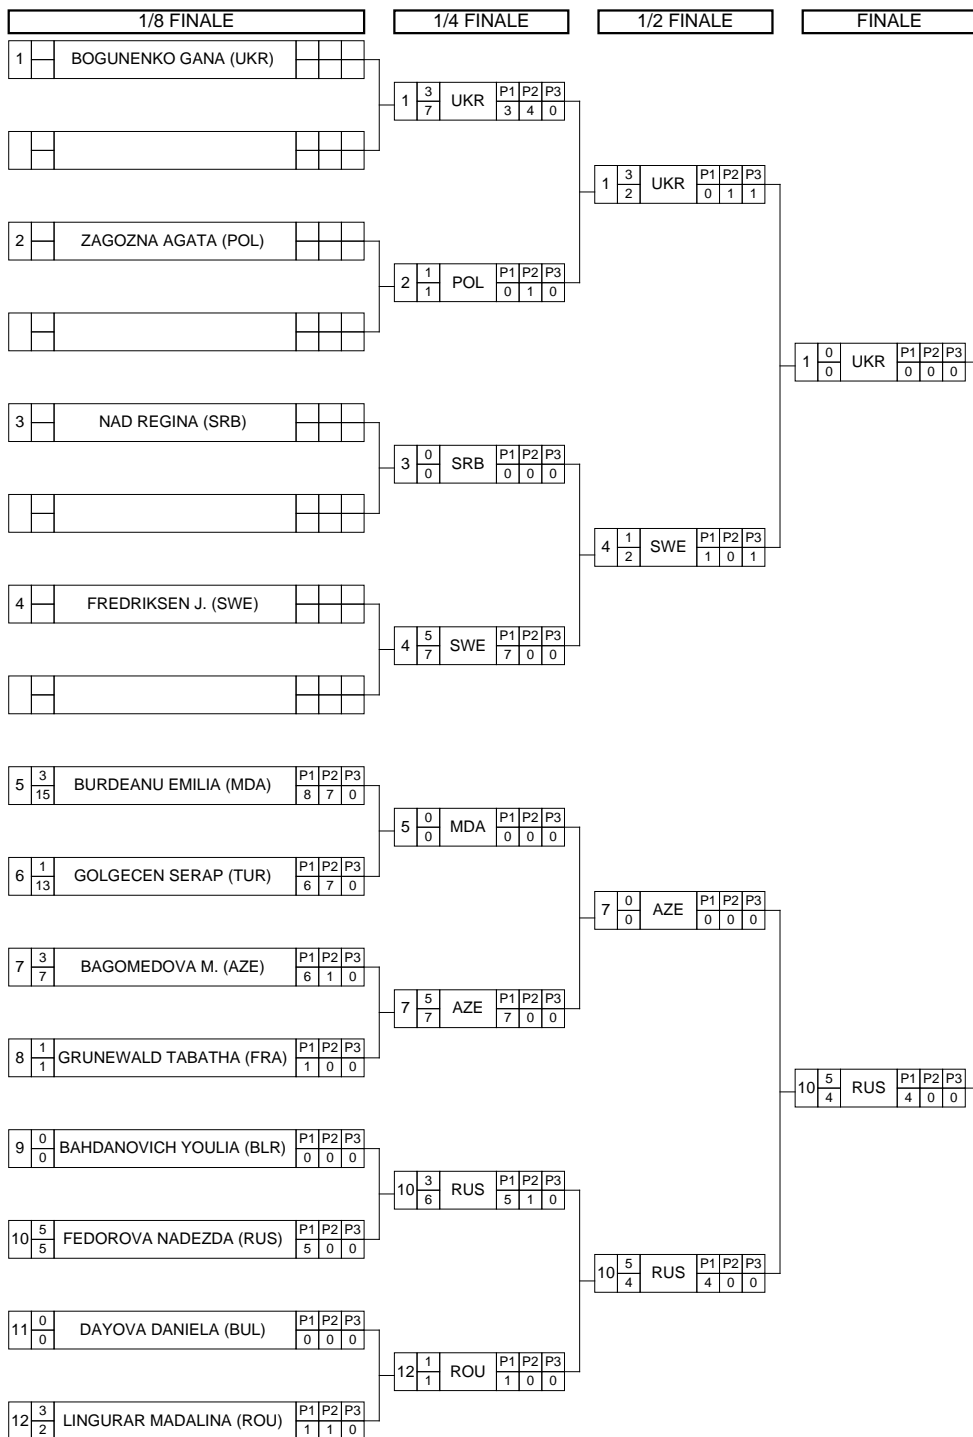 1/8 FINALE 1/4 FINALE 1/2 FINALE FINALE
1 BOGUNENKO GANA (UKR)
1 3 7 UKR P1 P2 P3 3 4 0
1 3 2 UKR P1 P2 P3 0 1 1
2 ZAGOZNA AGATA (POL)
2 1 1 POL P1 P2 P3 0 1 0
1 0 0 UKR P1 P2 P3 0 0 0
3 NAD REGINA (SRB)
3 0 0 SRB P1 P2 P3 0 0 0
4 1 2 SWE P1 P2 P3 1 0 1
4 FREDRIKSEN J. (SWE)
4 5 7 SWE P1 P2 P3 7 0 0
5 3 15 BURDEANU EMILIA (MDA) P1 P2 P3 8 7 0
5 0 0 MDA P1 P2 P3 0 0 0
6 1 13 GOLGECEN SERAP (TUR) P1 P2 P3 6 7 0
7 0 0 AZE P1 P2 P3 0 0 0
7 3 7 BAGOMEDOVA M. (AZE) P1 P2 P3 6 1 0
7 5 7 AZE P1 P2 P3 7 0 0
8 1 1 GRUNEWALD TABATHA (FRA) P1 P2 P3 1 0 0
10 5 4 RUS P1 P2 P3 4 0 0
9 0 0 BAHDANOVICH YOULIA (BLR) P1 P2 P3 0 0 0
10 3 6 RUS P1 P2 P3 5 1 0
10 5 5 FEDOROVA NADEZDA (RUS) P1 P2 P3 5 0 0
10 5 4 RUS P1 P2 P3 4 0 0
11 0 0 DAYOVA DANIELA (BUL) P1 P2 P3 0 0 0
12 1 1 ROU P1 P2 P3 1 0 0
12 3 2 LINGURAR MADALINA (ROU) P1 P2 P3 1 1 0